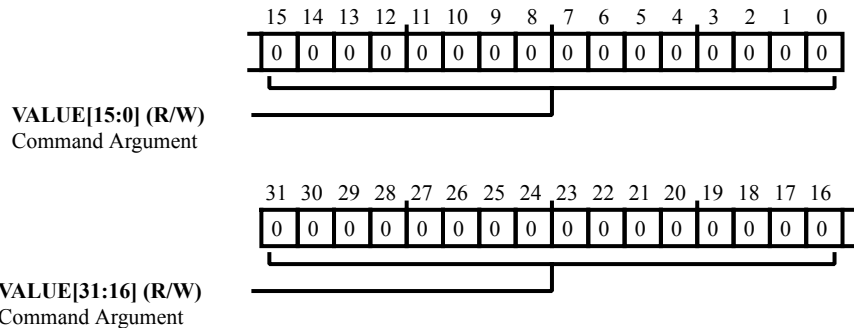 15 14 13 12 11 10 9 8 7 6 5 4 3 2 1 0
0 0 0 0 0 0 0 0 0 0 0 0 0 0 0 0
VALUE[15:0] (R/W)
Command Argument
31 30 29 28 27 26 25 24 23 22 21 20 19 18 17 16
0 0 0 0 0 0 0 0 0 0 0 0 0 0 0 0
VALUE[31:16] (R/W)
Command Argument